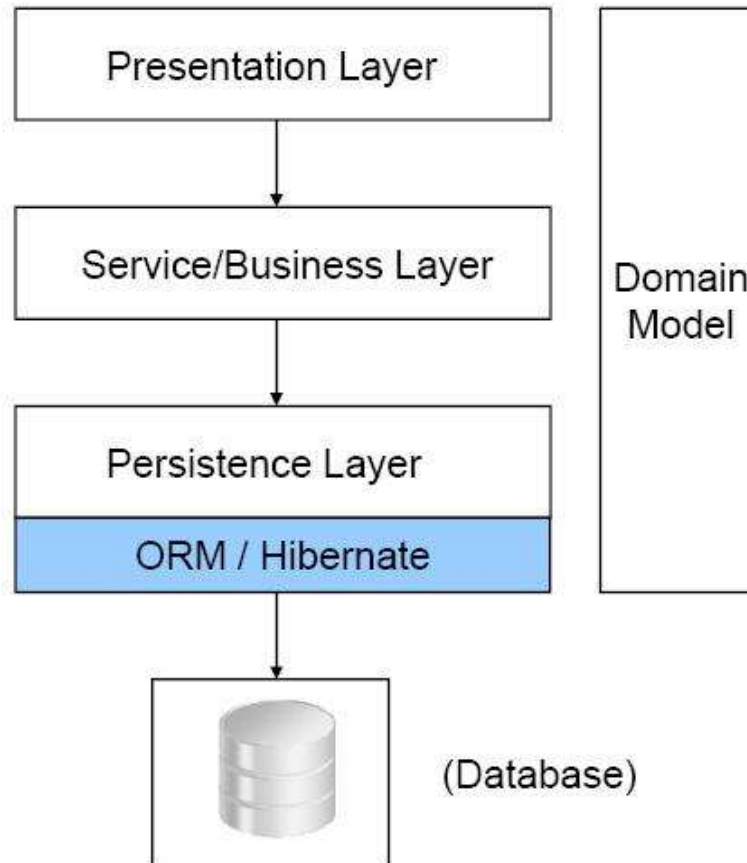 Presentation Layer
Service/Business Layer
Domain
Model
Persistence Layer
ORM / Hibernate
(Database)